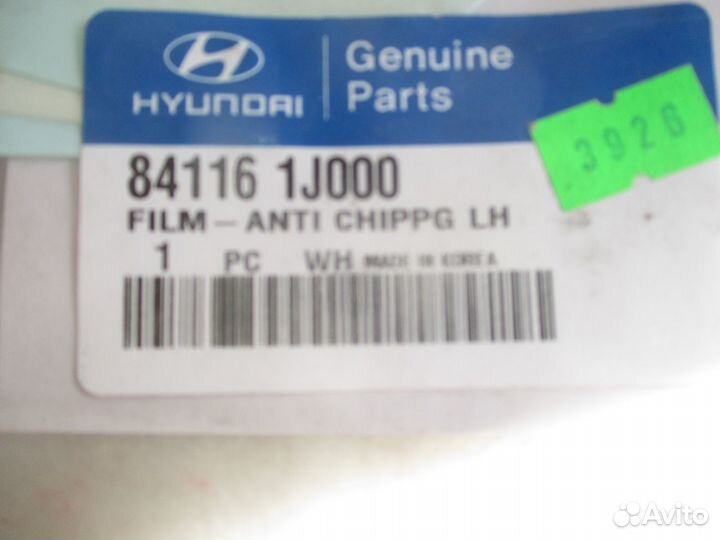 HYUNDAI
Genuine
Parts
3926
84116 1J000
FILM - ANTI CHIPPG LH
1 PC WH MADE IN KOREA
Avito